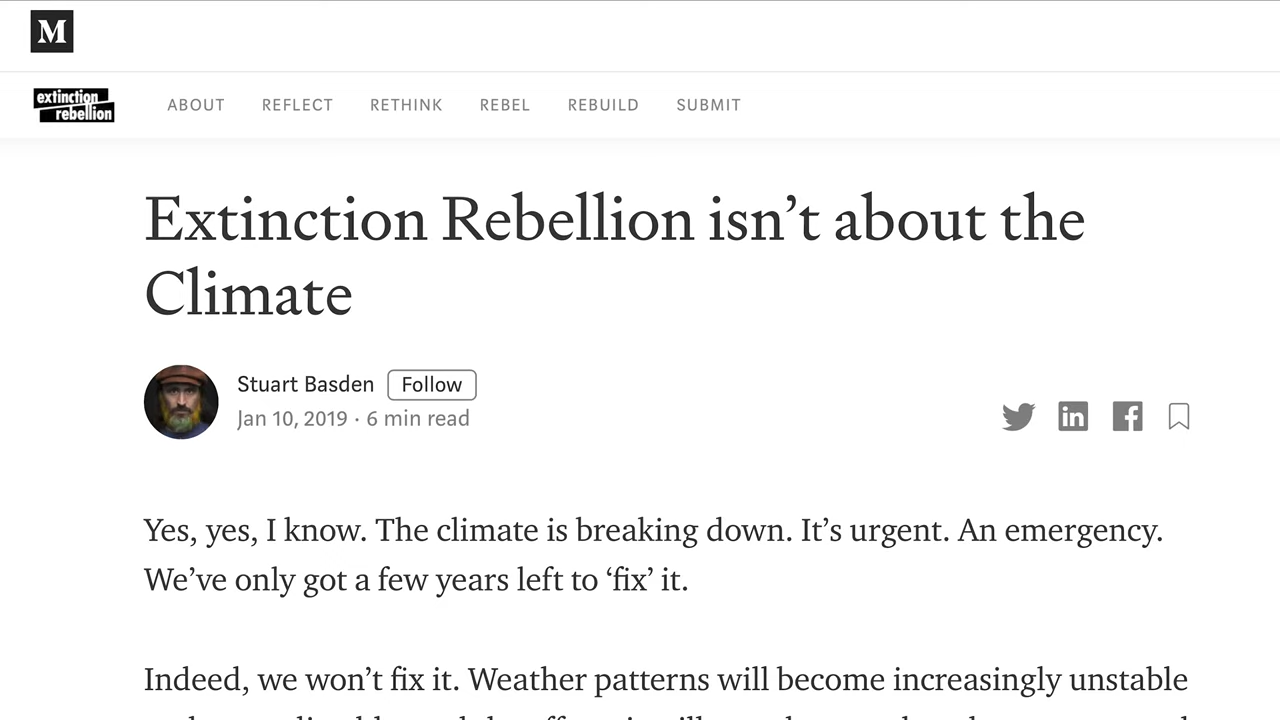 M
extinction
rebellion
ABOUT REFLECT RETHINK REBEL REBUILD SUBMIT
Extinction Rebellion isn’t about the
Climate
Stuart Basden Follow
Jan 10, 2019 · 6 min read
in
Yes, yes, I know. The climate is breaking down. It’s urgent. An emergency.
We’ve only got a few years left to ‘fix’ it.
Indeed, we won’t fix it. Weather patterns will become increasingly unstable